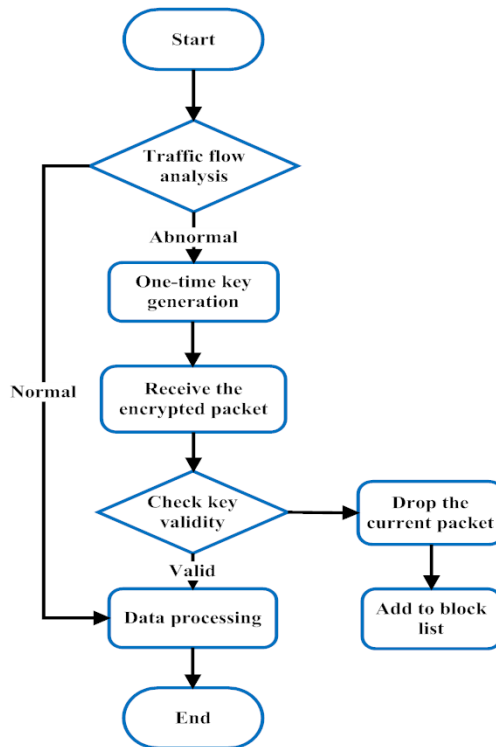 Start
Traffic flow
analysis
Abnormal
One-time key
generation
Normal
Receive the
encrypted packet
Check key
validity
Drop the
current packet
Valid
Data processing
Add to block
list
End